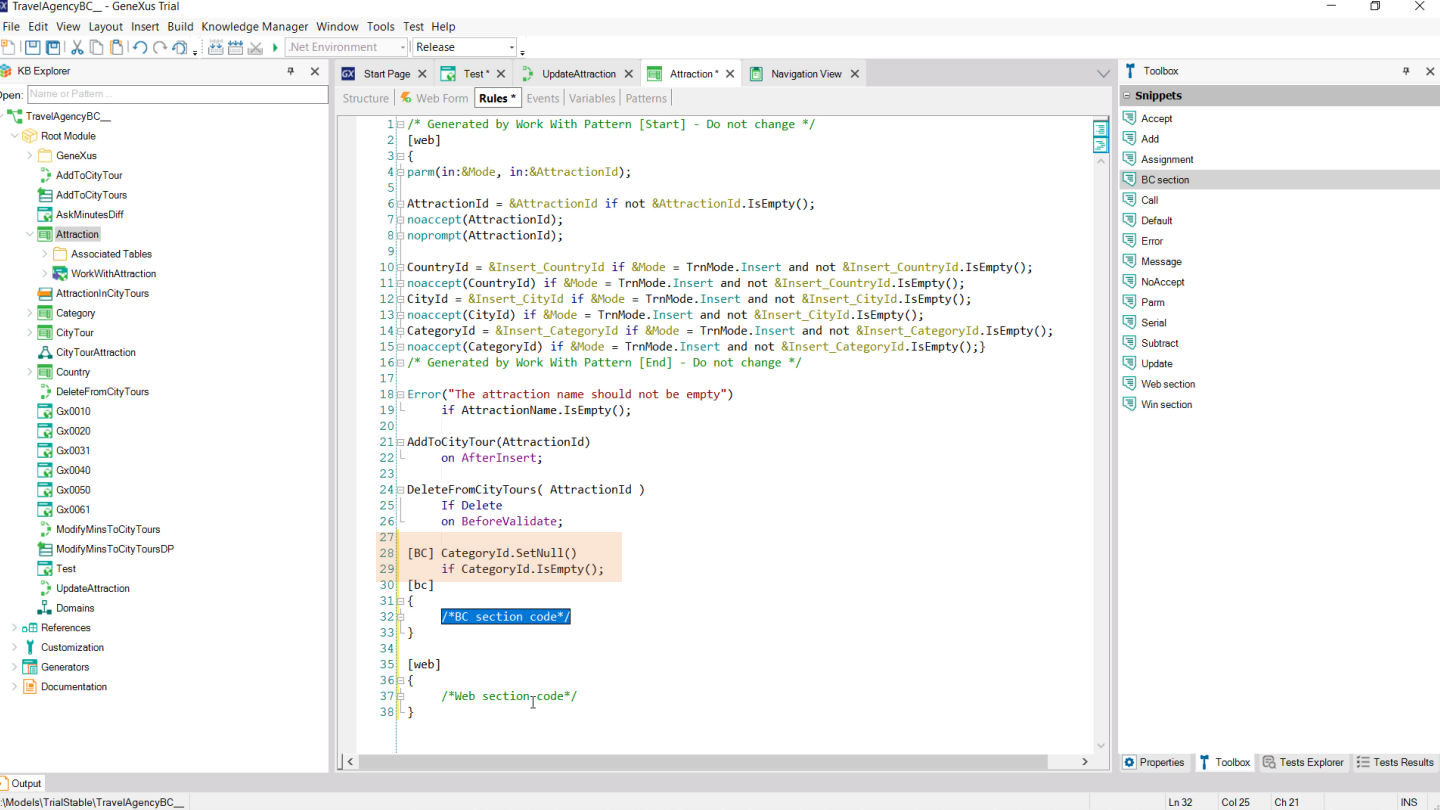 TravelAgencyBC__ - GeneXus Trial
File Edit View Layout Insert Build Knowledge Manager Window Tools Test Help
.Net Environment Release
KB Explorer
Open: Name or Pattern ...
TravelAgencyBC__
Root Module
GeneXus
AddToCityTour
AddToCityTours
AskMinutesDiff
Attraction
Associated Tables
WorkWithAttraction
AttractionInCityTours
Category
CityTour
CityTourAttraction
Country
DeleteFromCityTours
Gx0010
Gx0020
Gx0031
Gx0040
Gx0050
Gx0061
ModifyMinsToCityTours
ModifyMinsToCityToursDP
Test
UpdateAttraction
Domains
References
Customization
Generators
Documentation
Start Page Test * UpdateAttraction Attraction * Navigation View
Structure Web Form Rules * Events Variables Patterns
1 /* Generated by Work With Pattern [Start] - Do not change */
2 [web]
3 {
4 parm(in:&Mode, in:&AttractionId);
5
6 AttractionId = &AttractionId if not &AttractionId.IsEmpty();
7 noaccept(AttractionId);
8 noprompt(AttractionId);
9
10 CountryId = &Insert_CountryId if &Mode = TrnMode.Insert and not &Insert_CountryId.IsEmpty();
11 noaccept(CountryId) if &Mode = TrnMode.Insert and not &Insert_CountryId.IsEmpty();
12 CityId = &Insert_CityId if &Mode = TrnMode.Insert and not &Insert_CityId.IsEmpty();
13 noaccept(CityId) if &Mode = TrnMode.Insert and not &Insert_CityId.IsEmpty();
14 CategoryId = &Insert_CategoryId if &Mode = TrnMode.Insert and not &Insert_CategoryId.IsEmpty();
15 noaccept(CategoryId) if &Mode = TrnMode.Insert and not &Insert_CategoryId.IsEmpty();}
16 /* Generated by Work With Pattern [End] - Do not change */
17
18 Error("The attraction name should not be empty")
19 if AttractionName.IsEmpty();
20
21 AddToCityTour(AttractionId)
22 on AfterInsert;
23
24 DeleteFromCityTours( AttractionId )
25 If Delete
26 on BeforeValidate;
27
28 [BC] CategoryId.SetNull()
29 if CategoryId.IsEmpty();
30 [bc]
31 {
32 /*BC section code*/
33 }
34
35 [web]
36 {
37 /*Web section code*/
38 }
Toolbox
Snippets
Accept
Add
Assignment
BC section
Call
Default
Error
Message
NoAccept
Parm
Serial
Subtract
Update
Web section
Win section
Properties Toolbox Tests Explorer Tests Results
Output
:\Models\TrialStable\TravelAgencyBC__ Ln 32 Col 25 Ch 21 INS